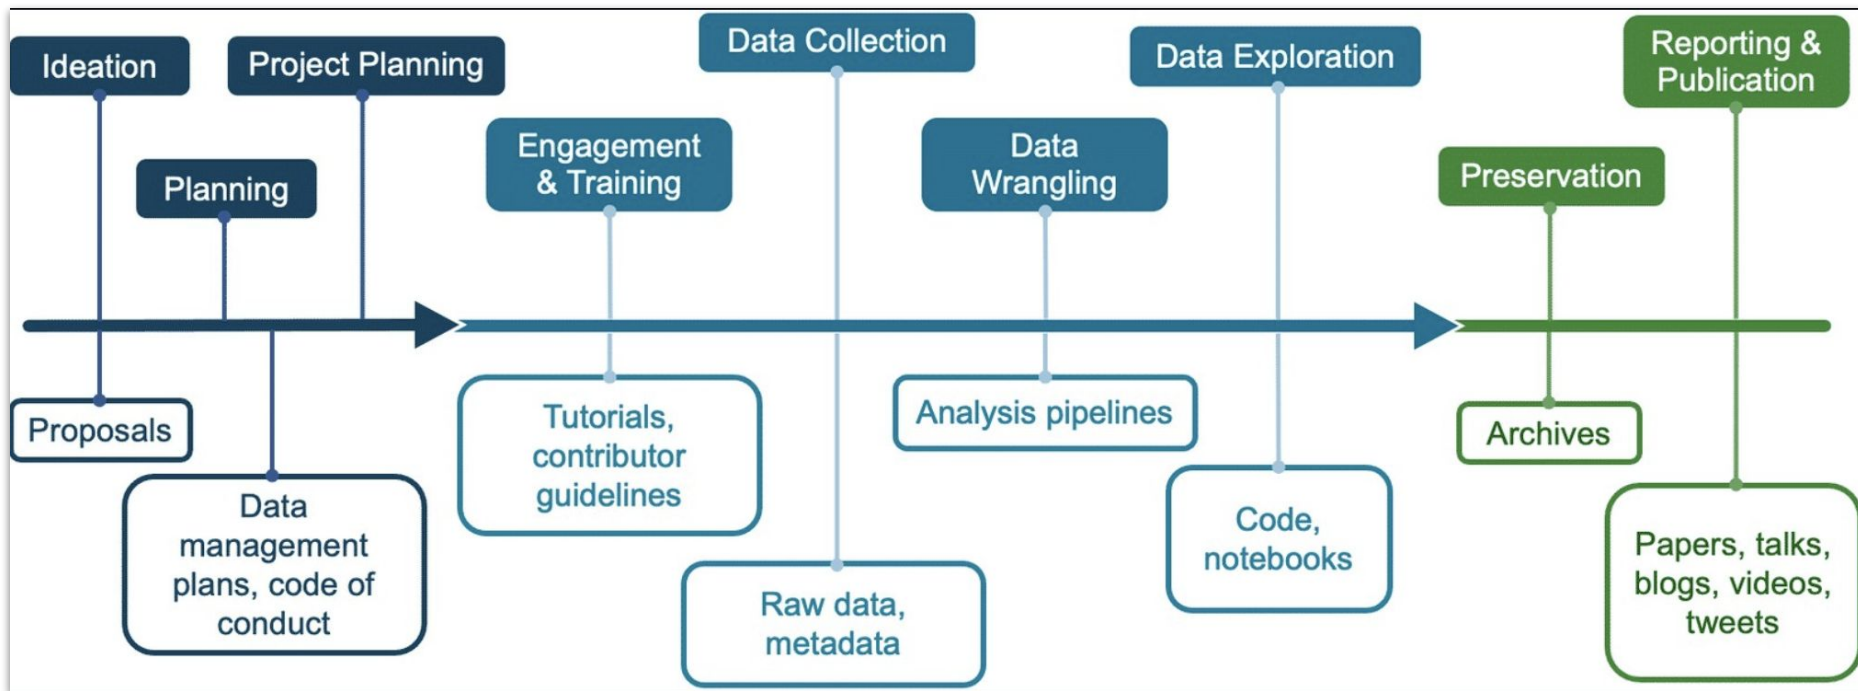 Ideation
Project Planning
Data Collection
Data Exploration
Reporting &
Publication
Planning
Engagement
& Training
Data
Wrangling
Preservation
Proposals
Data
management
plans, code of
conduct
Tutorials,
contributor
guidelines
Raw data,
metadata
Analysis pipelines
Code,
notebooks
Archives
Papers, talks,
blogs, videos,
tweets